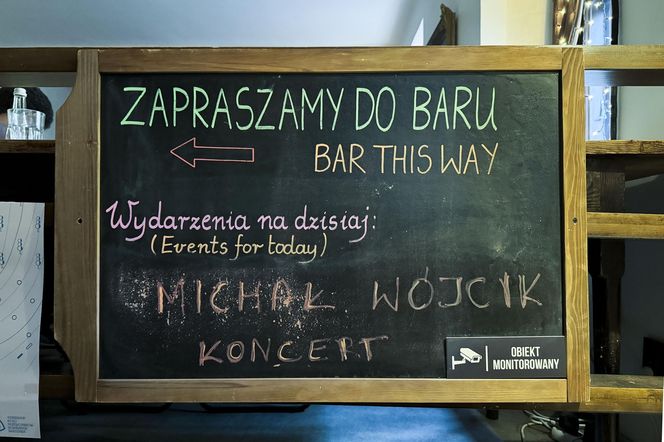 ZAPRASZAMY DO BARU
BAR THIS WAY
Wydarzenia na dzisiaj:
(Events for today)
MICHAŁ WÓJCIK
KONCERT
OBIEKT
MONITOROWANY